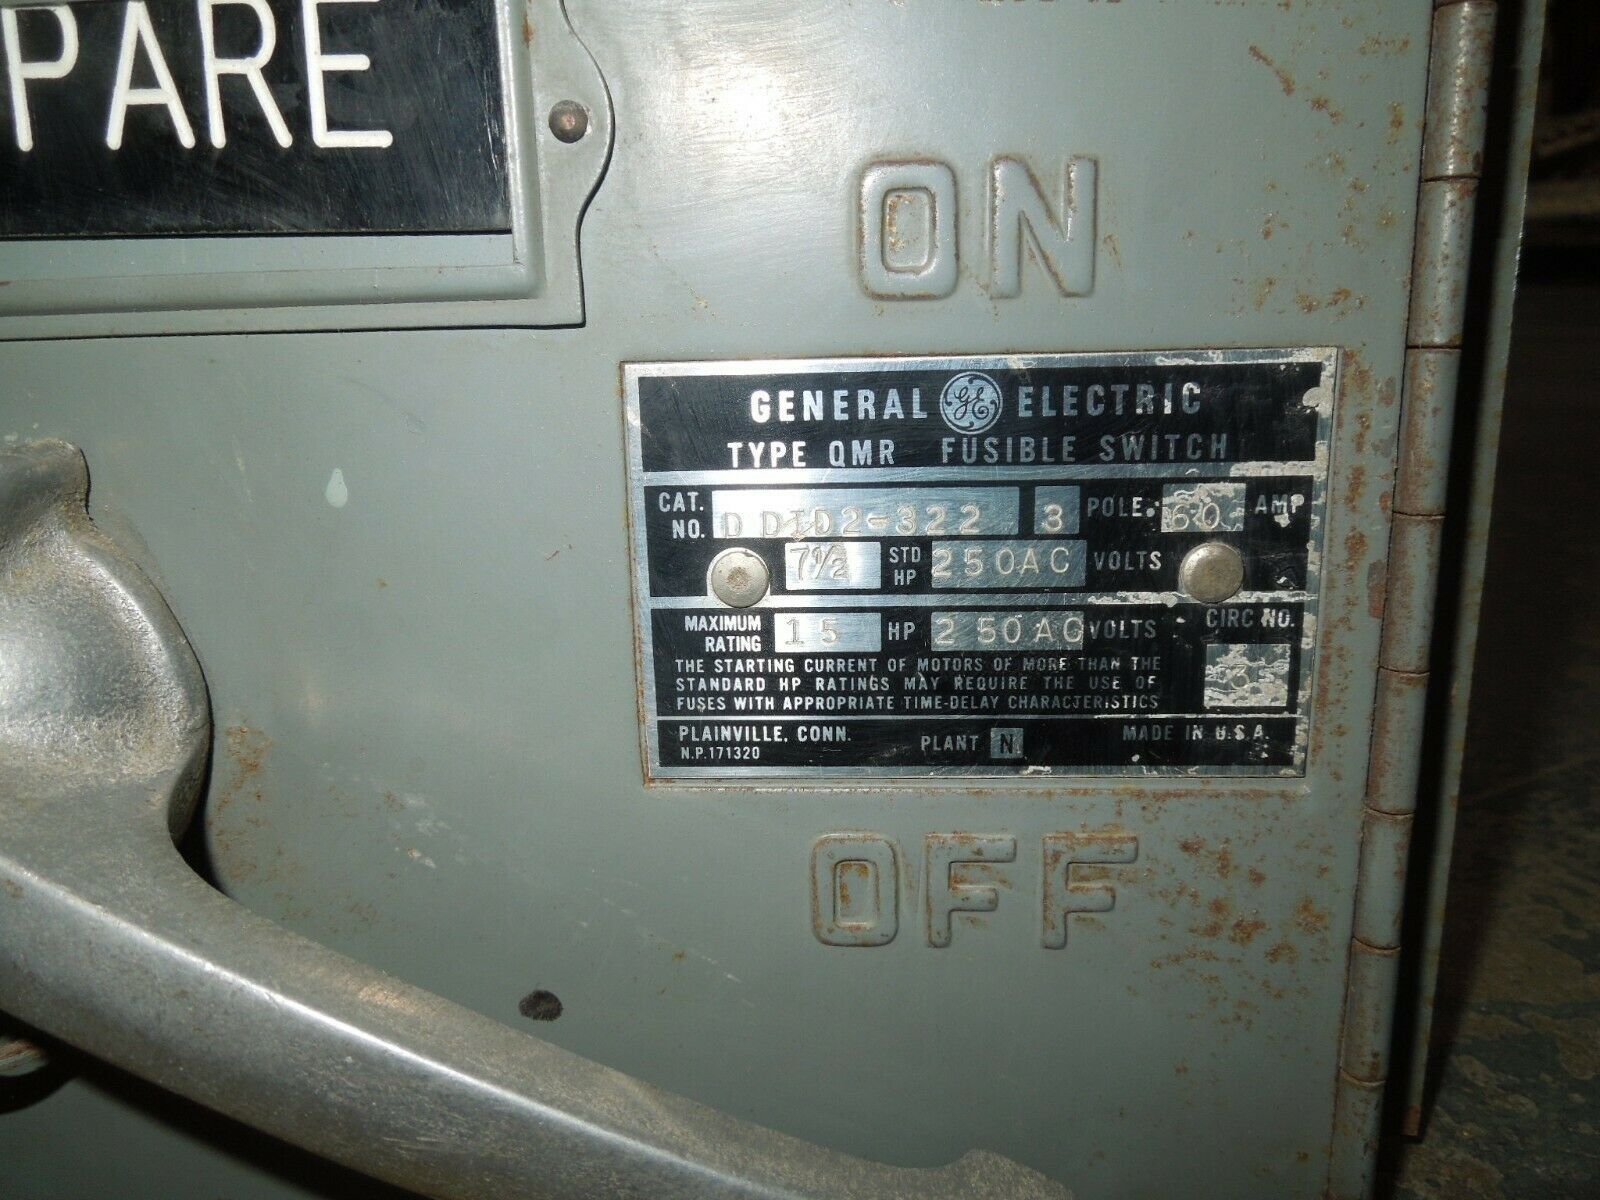 PARE
ON
GENERAL GE ELECTRIC
TYPE QMR FUSIBLE SWITCH
CAT. NO. 322 3 POLE 60 AMP
7½ STD HP 250AC VOLTS
MAXIMUM RATING 15 HP 250AC VOLTS CIRC NO.
THE STARTING CURRENT OF MOTORS OF MORE THAN THE
STANDARD HP RATINGS MAY REQUIRE THE USE OF
FUSES WITH APPROPRIATE TIME-DELAY CHARACTERISTICS
PLAINVILLE, CONN. PLANT N MADE IN U.S.A.
N.P.171320
OFF